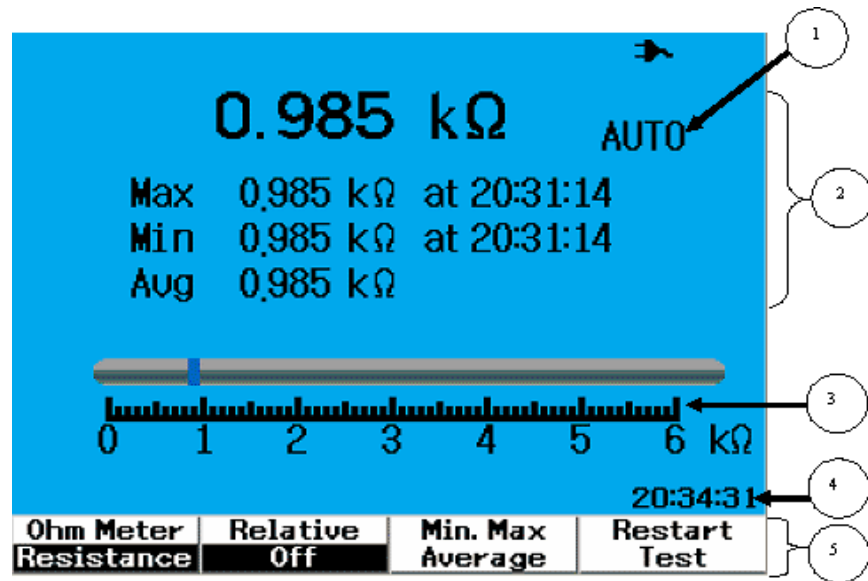 1
0.985 kΩ
AUTO
2
Max 0.985 kΩ at 20:31:14
Min 0.985 kΩ at 20:31:14
Avg 0.985 kΩ
3
0 1 2 3 4 5 6 kΩ
20:34:31
4
Ohm Meter Relative Min. Max Restart
Resistance Off Average Test
5